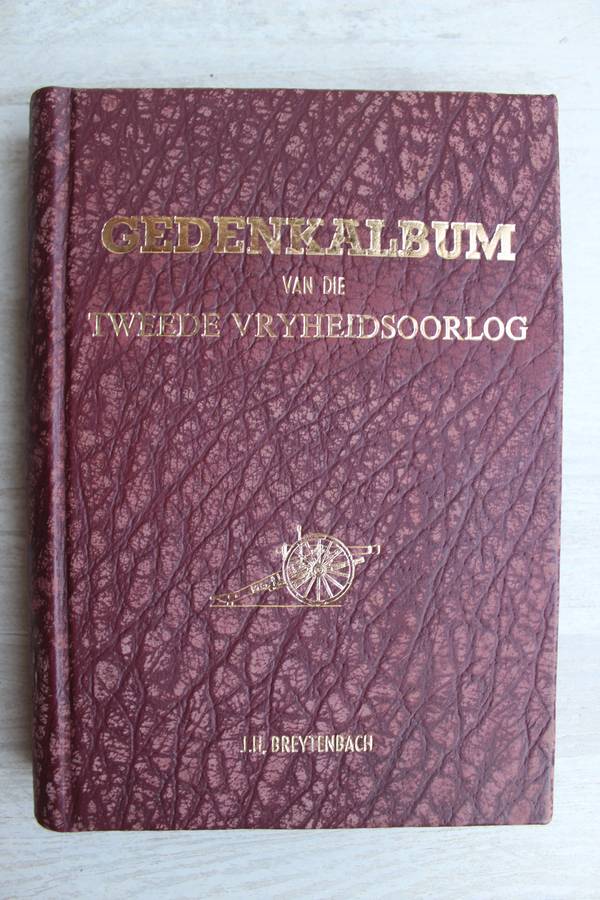 GEDENKALBUM
VAN DIE
TWEEDE VRYHEIDSOORLOG
J.H. BREYTENBACH